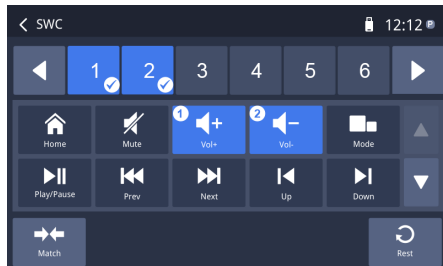 SWC 12:12 P
1 2 3 4 5 6
1 2
Home Mute Vol+ Vol- Mode
Play/Pause Prev Next Up Down
Match Rest